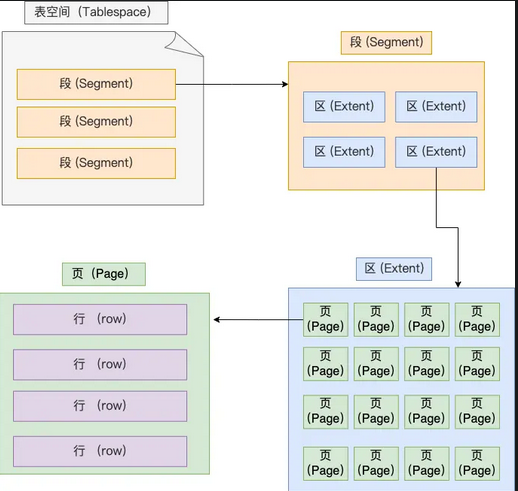 表空间（Tablespace）
段 (Segment)
段 (Segment)
段 (Segment)
段 (Segment)
区 (Extent)
区 (Extent)
区 (Extent)
区 (Extent)
区 (Extent)
页
(Page)
页
(Page)
页
(Page)
页
(Page)
页
(Page)
页
(Page)
页
(Page)
页
(Page)
页
(Page)
页
(Page)
页
(Page)
页
(Page)
页
(Page)
页
(Page)
页
(Page)
页
(Page)
页（Page）
行 （row）
行 （row）
行 （row）
行 （row）